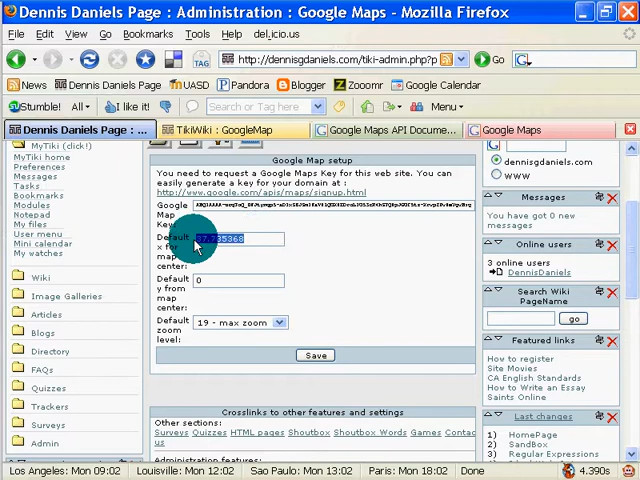 Dennis Daniels Page : Administration : Google Maps - Mozilla Firefox
File Edit View Go Bookmarks Tools Help del.icio.us
TAG http://dennisgdaniels.com/tiki-admin.php?p Go
News Dennis Daniels Page UASD Pandora Blogger Zooomr Google Calendar
Stumble! All I like it! Search or Tag here Menu
Dennis Daniels Page : ... TikiWiki : GoogleMap Google Maps API Docume... Google Maps
MyTiki (click!)
MyTiki home
Preferences
Messages
Tasks
Bookmarks
Modules
Notepad
My files
User menu
Mini calendar
My watches
Wiki
Image Galleries
Articles
Blogs
Directory
FAQs
Quizzes
Trackers
Surveys
Admin
Google Map setup
You need to request a Google Maps Key for this web site. You can
easily generate a key for your domain at :
http://www.google.com/apis/maps/signup.html
Google
Map
Key:
Default
x for
map
center:
Default 0
y from
map
center:
Default 19 - max zoom
zoom
level:
Save
Crosslinks to other features and settings
Other sections:
Surveys Quizzes HTML pages Shoutbox Shoutbox Words Games Contac
us
Administration features:
dennisgdaniels.com
WWW
Messages
You have 0 new
messages
Online users
3 online users
DennisDaniels
Search Wiki
PageName
go
Featured links
How to register
Site Movies
CA English Standards
How to Write an Essay
Saints Online
Last changes
1) HomePage
2) SandBox
3) Regular Expressions
Los Angeles: Mon 09:02 Louisville: Mon 12:02 Sao Paulo: Mon 13:02 Paris: Mon 18:02 Done 4.390s